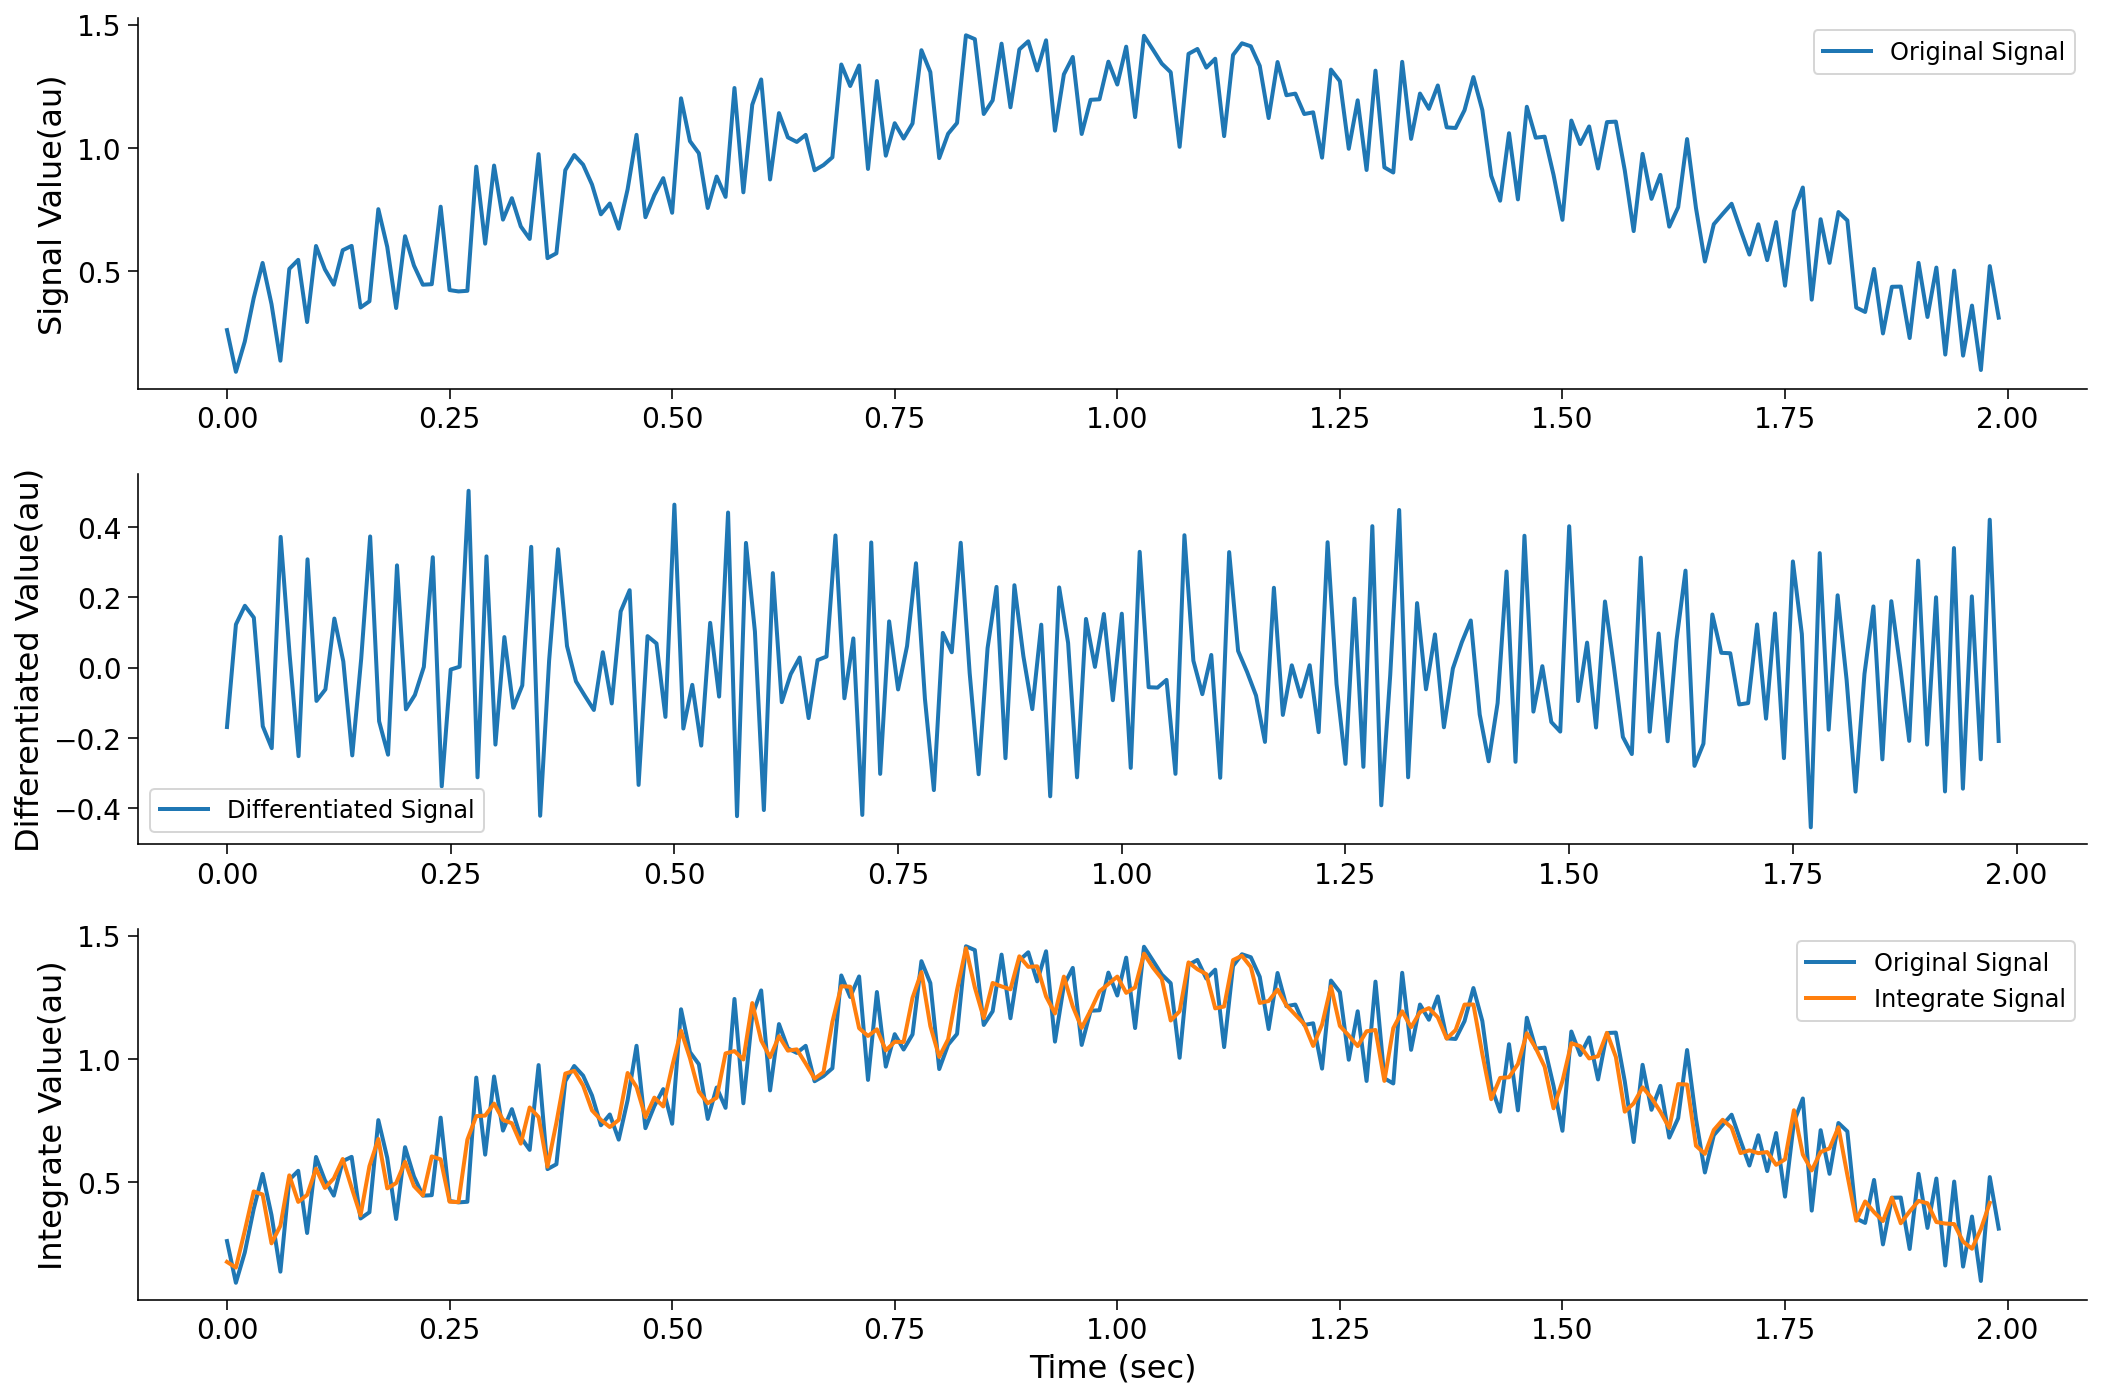 Signal Value(au)
1.5
1.0
0.5
Original Signal
0.00 0.25 0.50 0.75 1.00 1.25 1.50 1.75 2.00
Differentiated Value(au)
0.4
0.2
0.0
−0.2
−0.4
Differentiated Signal
0.00 0.25 0.50 0.75 1.00 1.25 1.50 1.75 2.00
Integrate Value(au)
1.5
1.0
0.5
Original Signal
Integrate Signal
0.00 0.25 0.50 0.75 1.00 1.25 1.50 1.75 2.00
Time (sec)